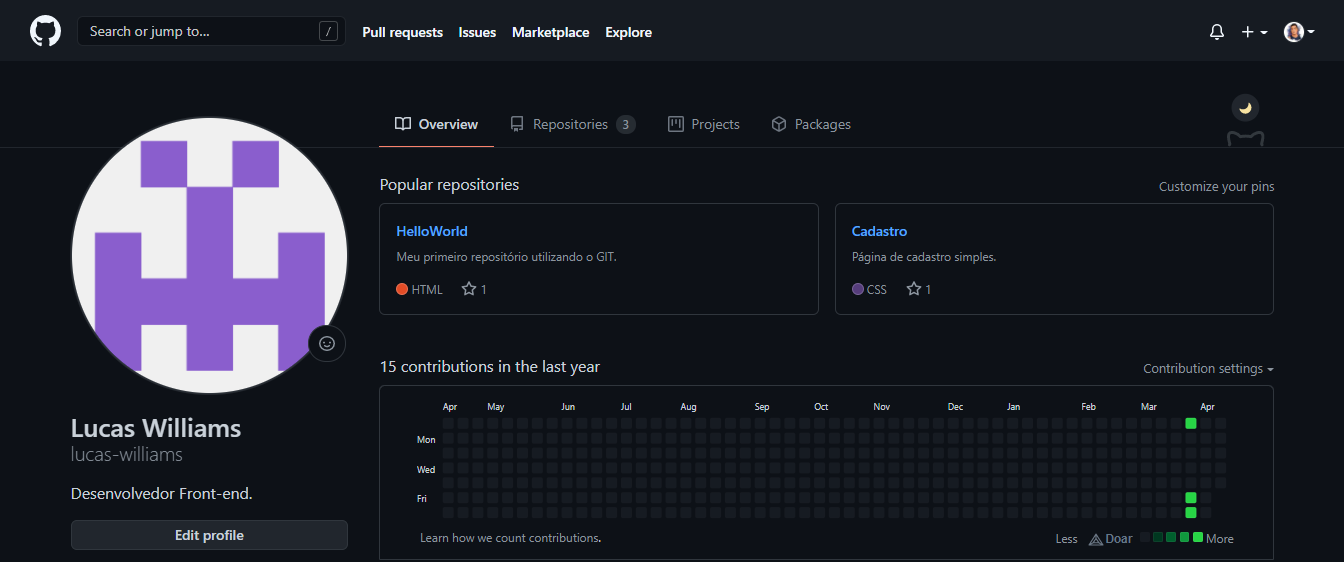 Search or jump to... / Pull requests Issues Marketplace Explore
Overview Repositories 3 Projects Packages
Popular repositories Customize your pins
HelloWorld
Meu primeiro repositório utilizando o GIT.
HTML 1
Cadastro
Página de cadastro simples.
CSS 1
15 contributions in the last year Contribution settings
Apr May Jun Jul Aug Sep Oct Nov Dec Jan Feb Mar Apr
Mon
Wed
Fri
Learn how we count contributions. Less Doar More
Lucas Williams
lucas-williams
Desenvolvedor Front-end.
Edit profile